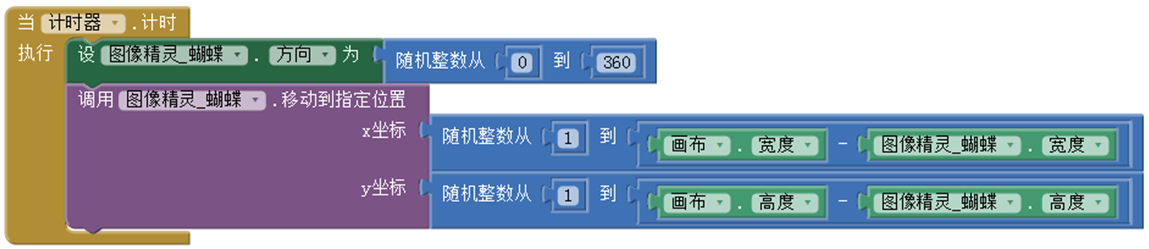 当 计时器 . 计时
执行 设 图像精灵_蝴蝶 . 方向 为 随机整数从 0 到 360
调用 图像精灵_蝴蝶 .移动到指定位置
x坐标 随机整数从 1 到 画布 . 宽度 - 图像精灵_蝴蝶 . 宽度
y坐标 随机整数从 1 到 画布 . 高度 - 图像精灵_蝴蝶 . 高度